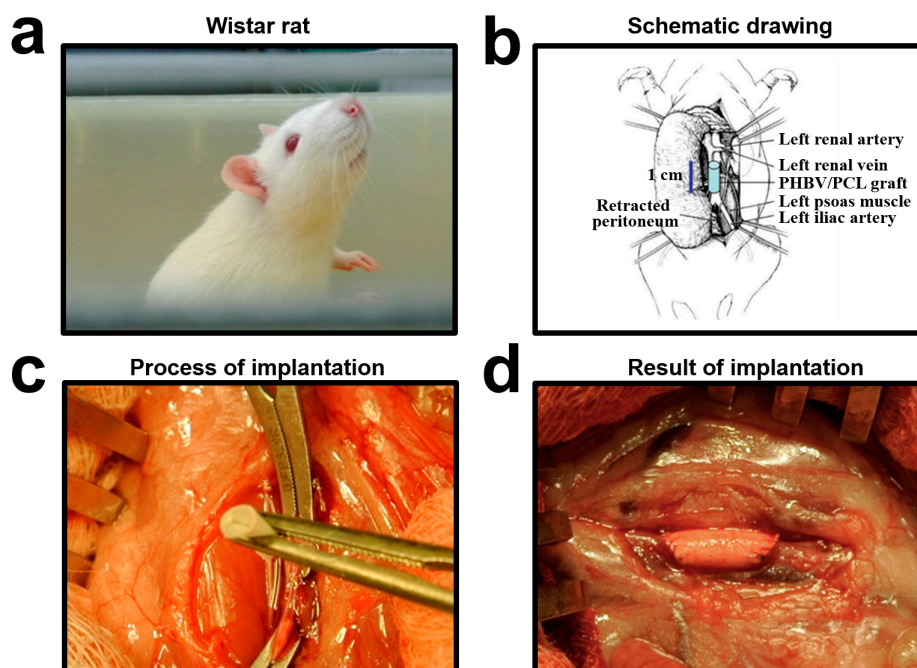 a
Wistar rat
b
Schematic drawing
Left renal artery
Left renal vein
1 cm
PHBV/PCL graft
Retracted
peritoneum
Left psoas muscle
Left iliac artery
c
Process of implantation
d
Result of implantation